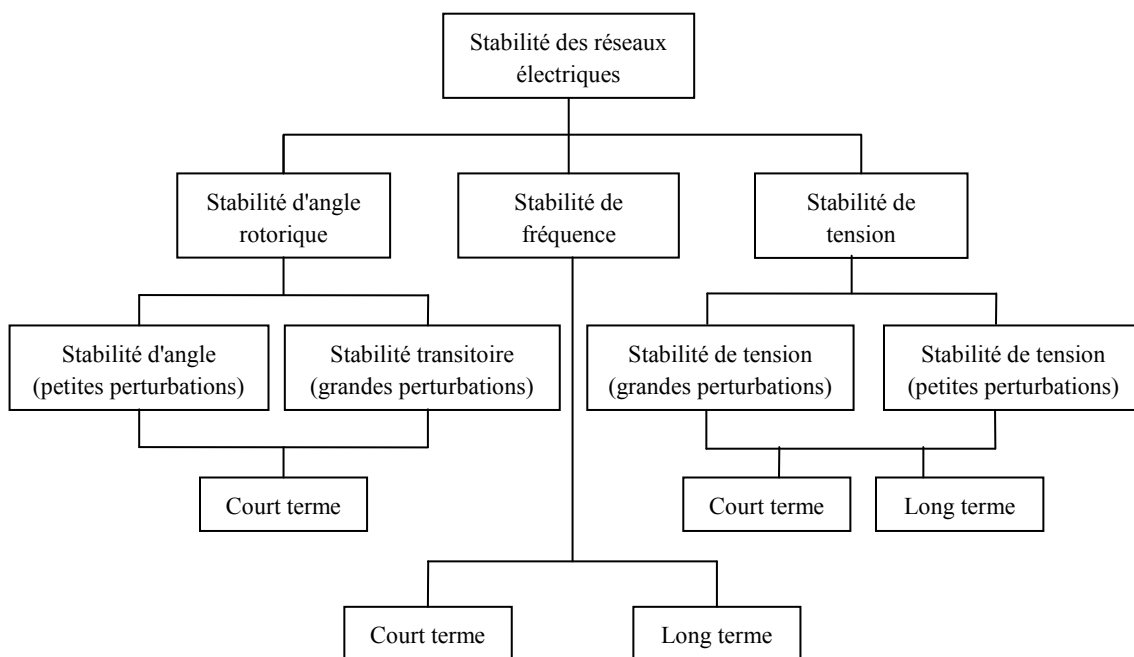 Stabilité des réseaux
électriques
Stabilité d'angle
rotorique
Stabilité de
fréquence
Stabilité de
tension
Stabilité d'angle
(petites perturbations)
Stabilité transitoire
(grandes perturbations)
Stabilité de tension
(grandes perturbations)
Stabilité de tension
(petites perturbations)
Court terme
Court terme
Long terme
Court terme
Long terme